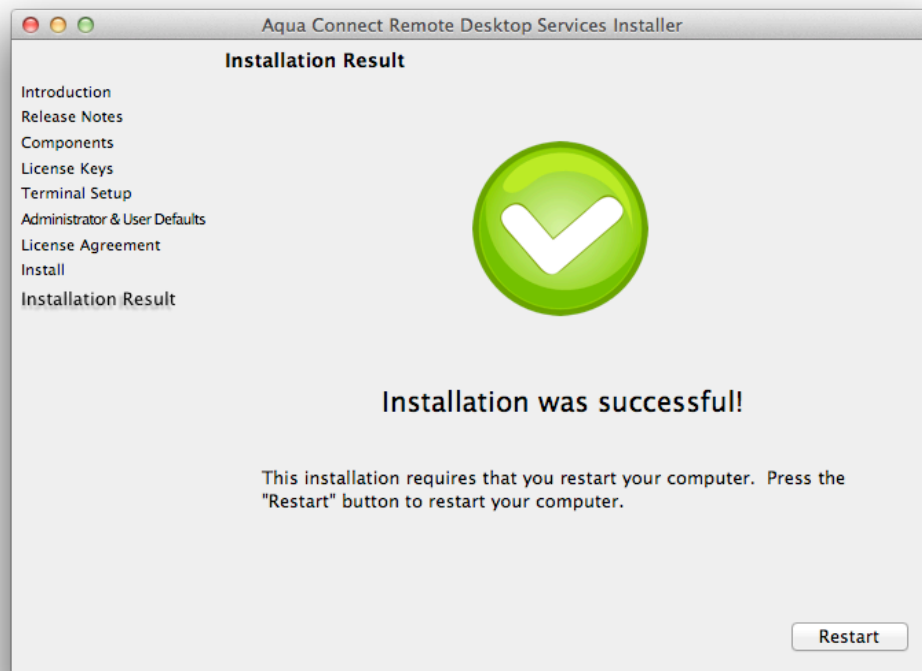 Aqua Connect Remote Desktop Services Installer
Installation Result
Introduction
Release Notes
Components
License Keys
Terminal Setup
Administrator & User Defaults
License Agreement
Install
Installation Result
Installation was successful!
This installation requires that you restart your computer.  Press the
"Restart" button to restart your computer.
Restart